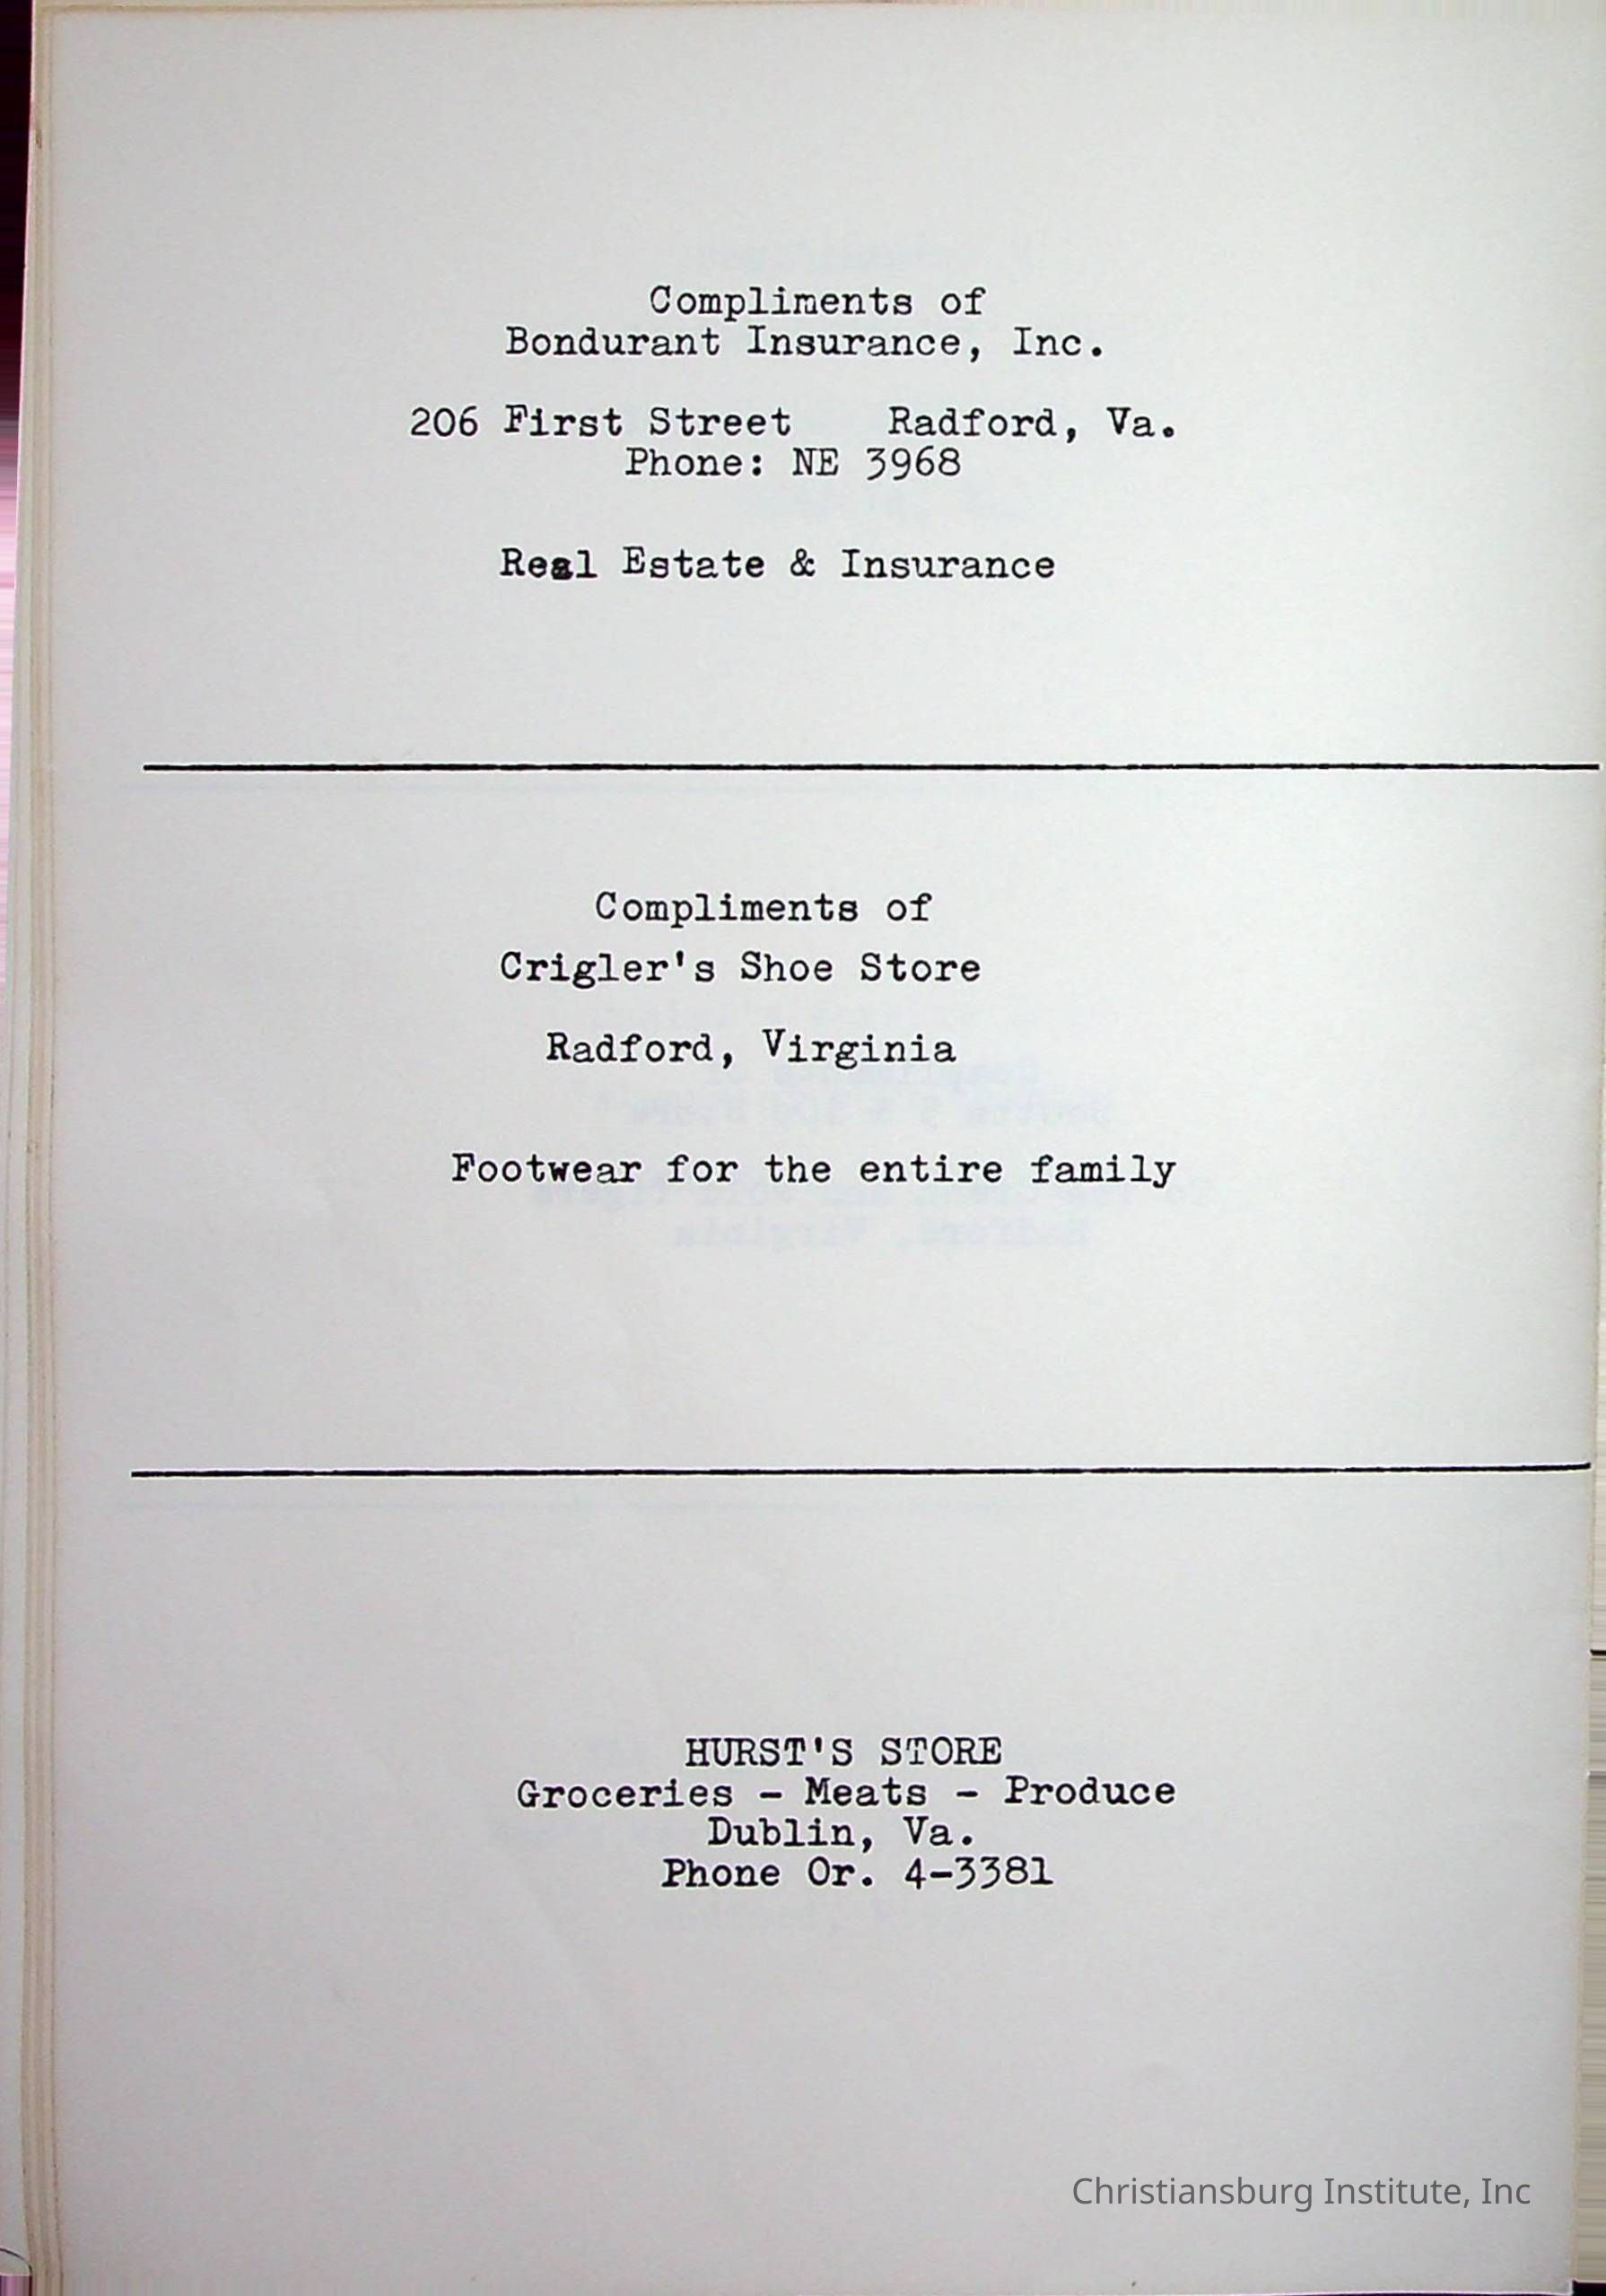 Compliments of
Bondurant Insurance, Inc.
206 First Street Radford, Va.
Phone: NE 3968
Real Estate & Insurance
Compliments of
Crigler's Shoe Store
Radford, Virginia
Footwear for the entire family
HURST'S STORE
Groceries - Meats - Produce
Dublin, Va.
Phone Or. 4-3381
Christiansburg Institute, Inc